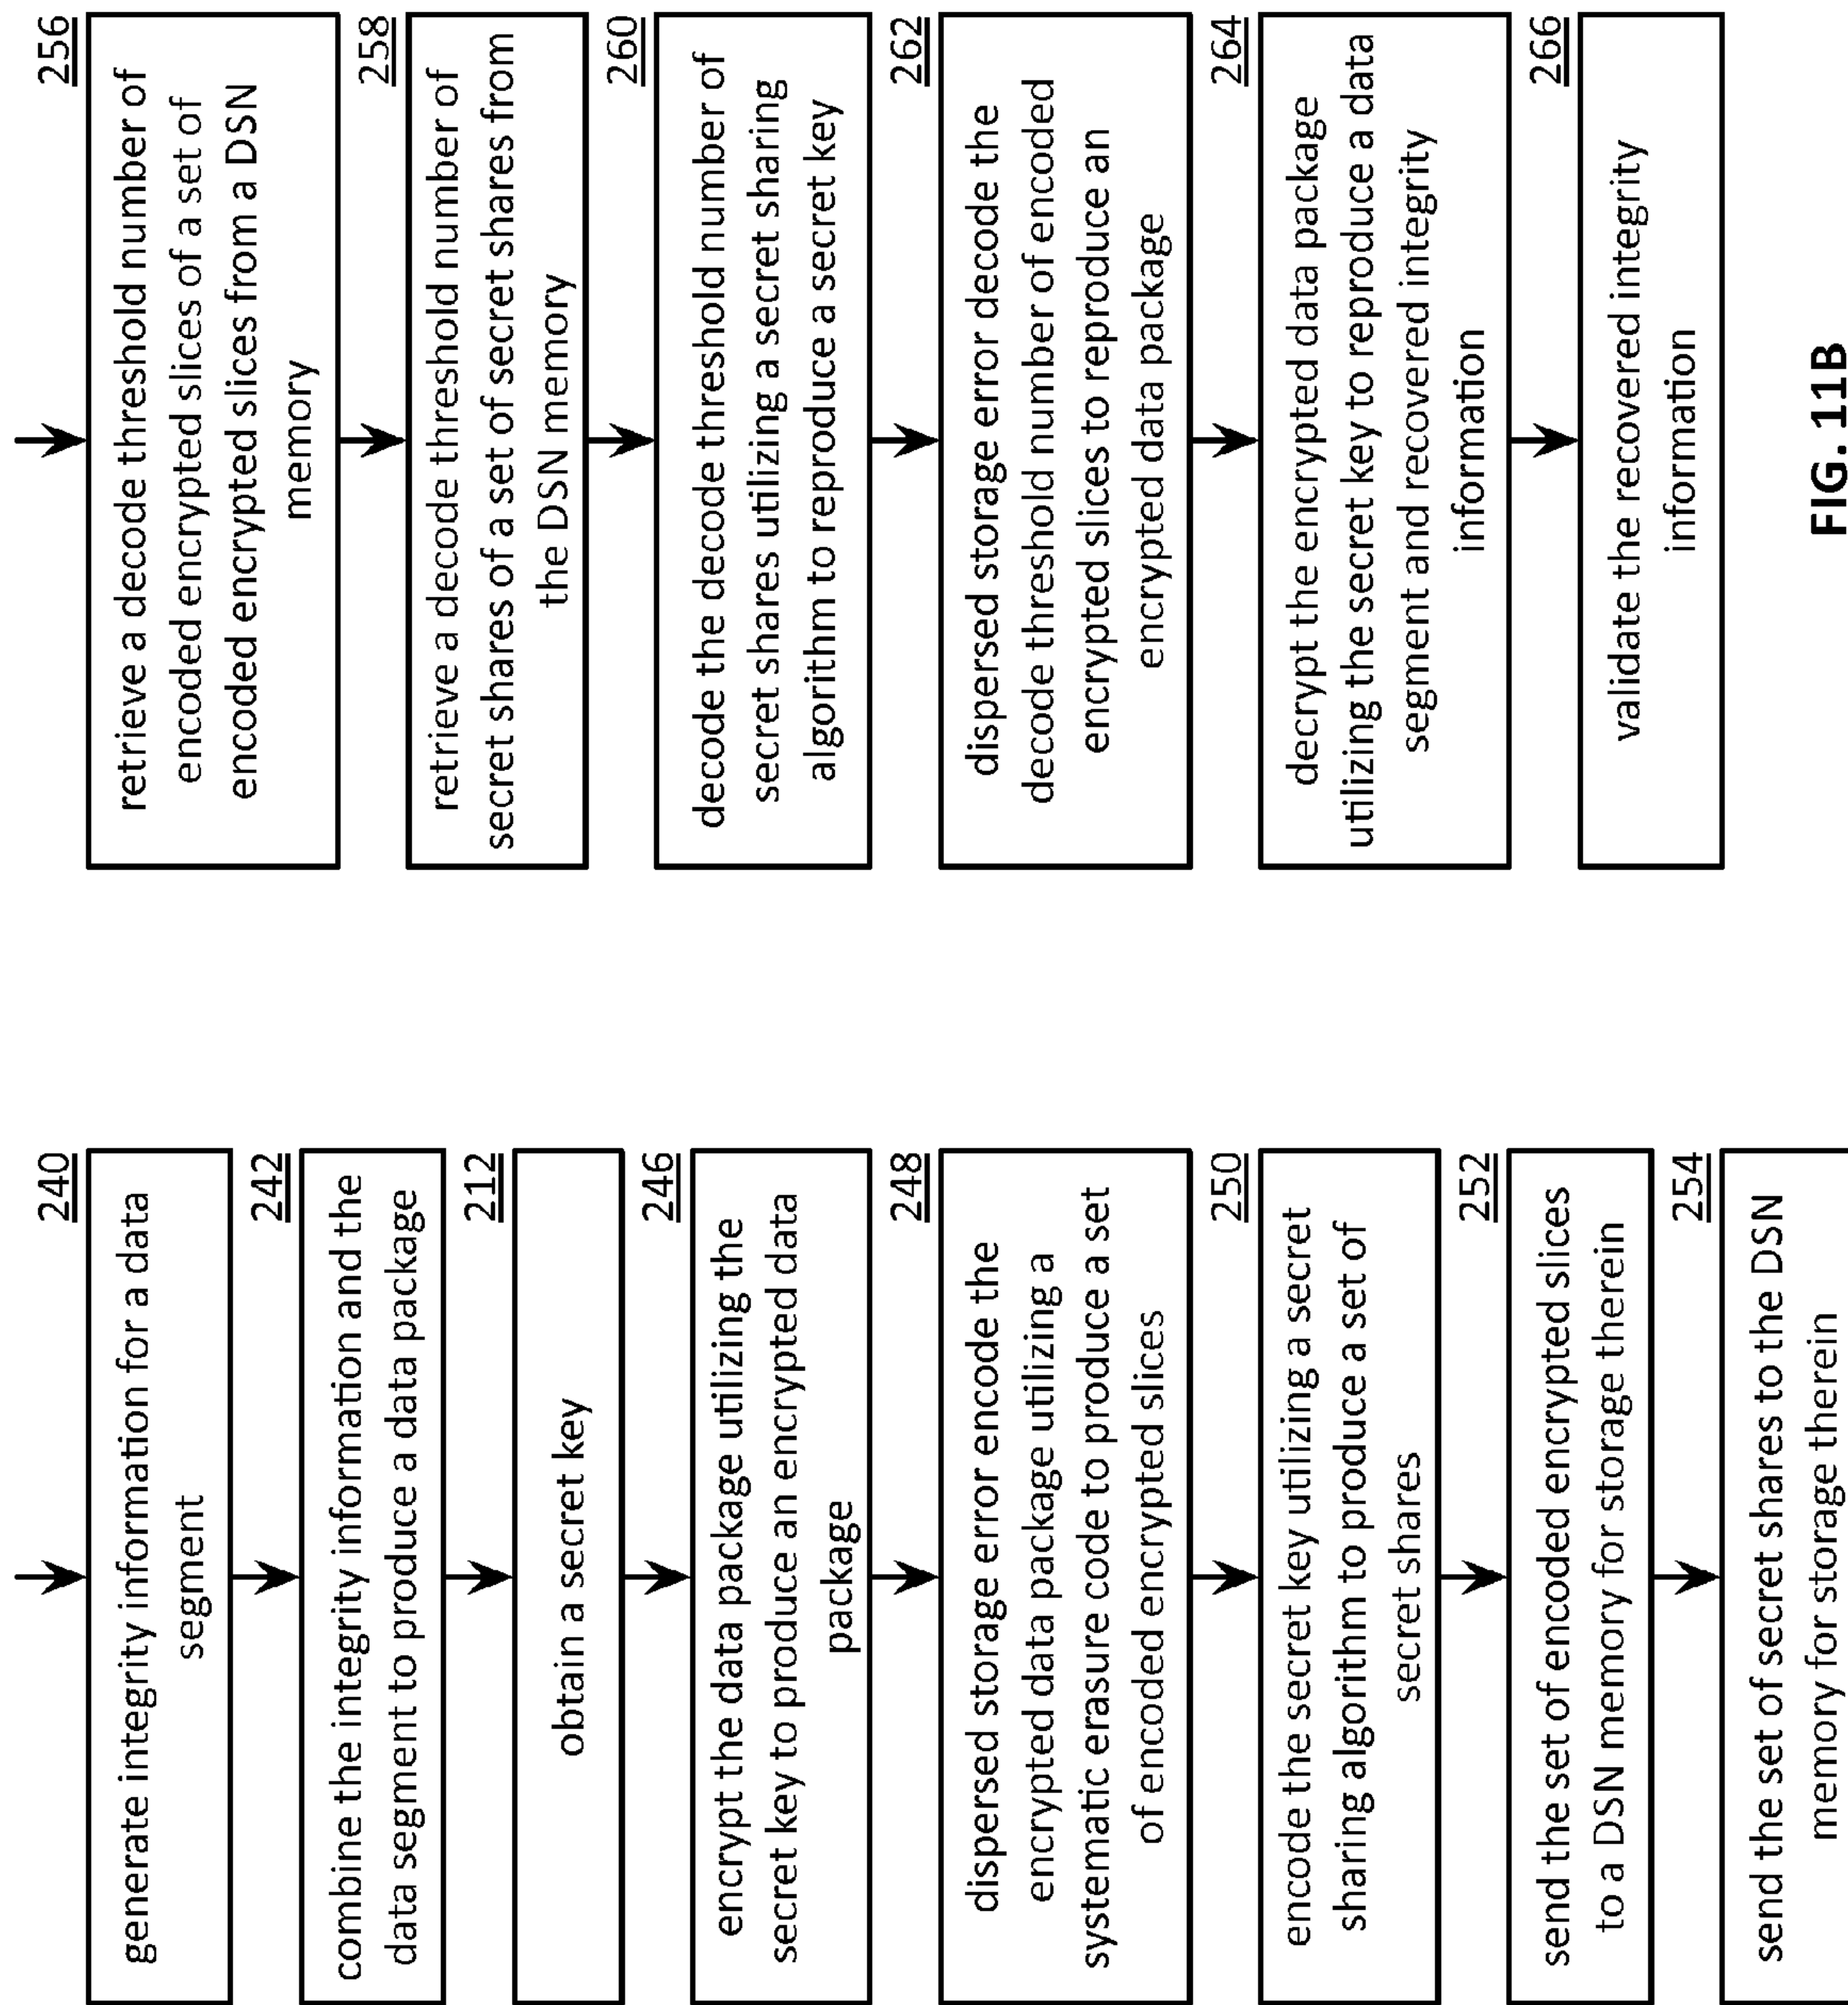 240
generate integrity information for a data
segment
242
combine the integrity information and the
data segment to produce a data package
212
obtain a secret key
246
encrypt the data package utilizing the
secret key to produce an encrypted data
package
248
dispersed storage error encode the
encrypted data package utilizing a
systematic erasure code to produce a set
of encoded encrypted slices
250
encode the secret key utilizing a secret
sharing algorithm to produce a set of
secret shares
252
send the set of encoded encrypted slices
to a DSN memory for storage therein
254
send the set of secret shares to the DSN
memory for storage therein
256
retrieve a decode threshold number of
encoded encrypted slices of a set of
encoded encrypted slices from a DSN
memory
258
retrieve a decode threshold number of
secret shares of a set of secret shares from
the DSN memory
260
decode the decode threshold number of
secret shares utilizing a secret sharing
algorithm to reproduce a secret key
262
dispersed storage error decode the
decode threshold number of encoded
encrypted slices to reproduce an
encrypted data package
264
decrypt the encrypted data package
utilizing the secret key to reproduce a data
segment and recovered integrity
information
266
validate the recovered integrity
information
FIG. 11B